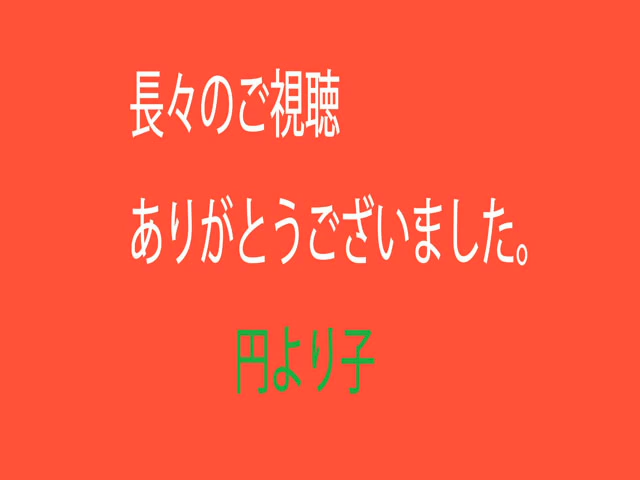 長々のご視聴
ありがとうございました。
円より子